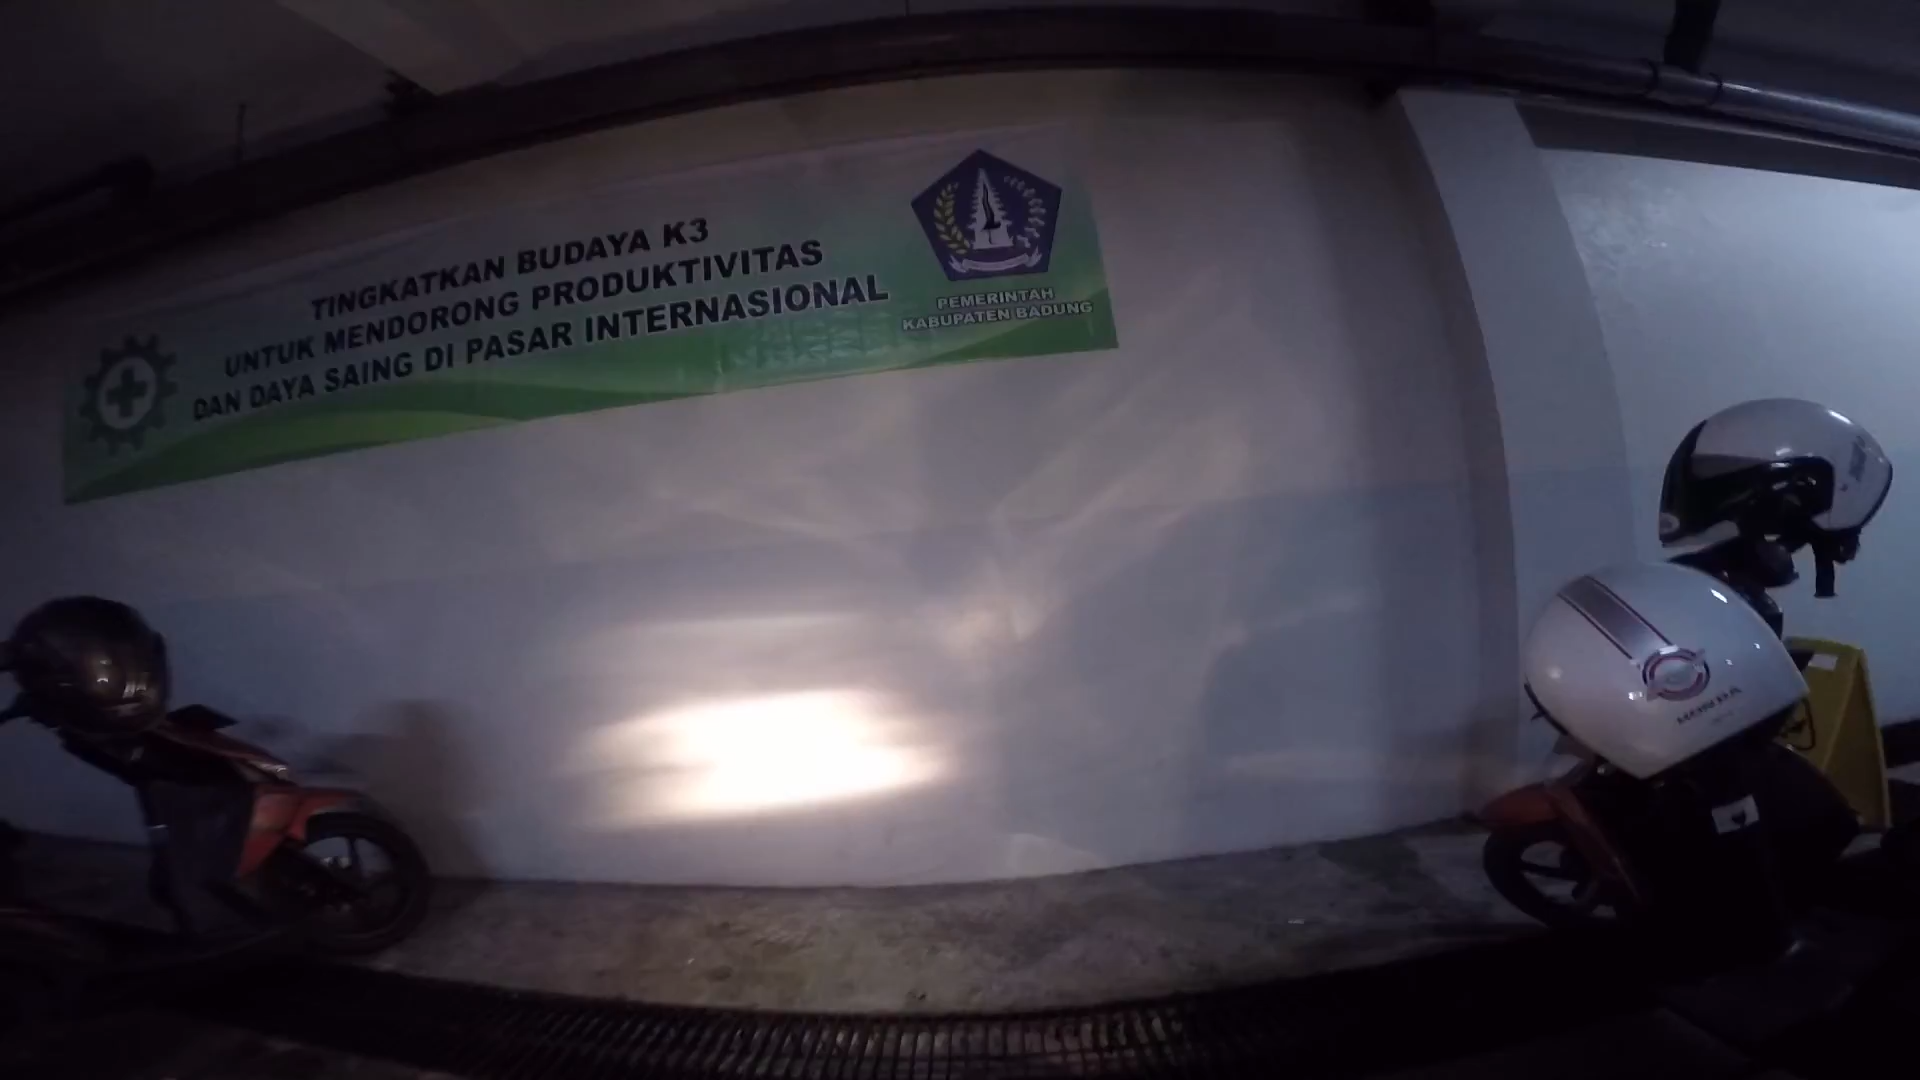 TINGKATKAN BUDAYA K3
UNTUK MENDORONG PRODUKTIVITAS
DAN DAYA SAING DI PASAR INTERNASIONAL
PEMERINTAH
KABUPATEN BADUNG